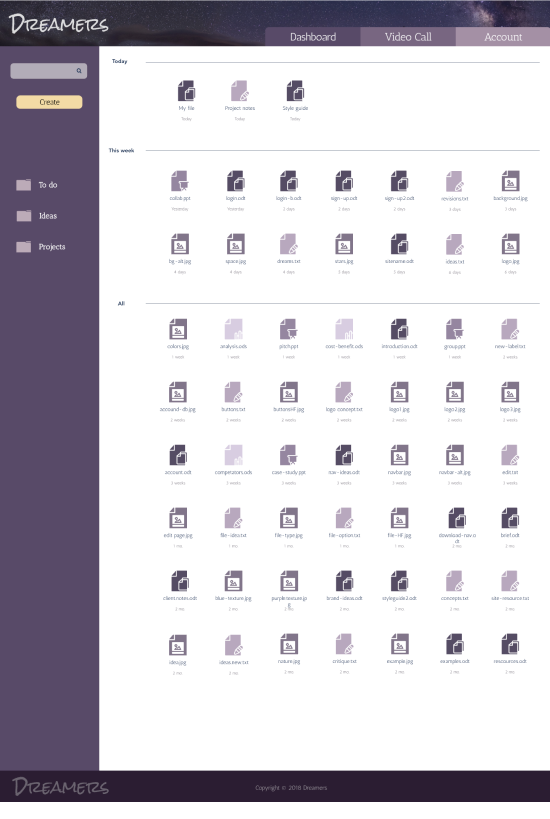 Dreamers
Dashboard Video Call Account
Today
Create
My file Project notes Style guide
Today Today Today
This week
To do
Ideas
Projects
collab.ppt login.odt login-b.odt sign-up.odt sign-up2.odt revisions.txt background.jpg
Yesterday Yesterday 2 days 2 days 2 days 3 days 3 days
bg-alt.jpg space.jpg dreams.txt stars.jpg sitename.odt ideas.txt logo.jpg
4 days 4 days 4 days 5 days 5 days 6 days 6 days
All
colors.jpg analysis.ods pitch.ppt cost-benefit.ods introduction.odt group.ppt new-label.txt
1 week 1 week 1 week 1 week 1 week 1 week 2 weeks
account-db.jpg buttons.txt buttonsHF.jpg logo concept.txt logo1.jpg logo2.jpg logo3.jpg
2 weeks 2 weeks 2 weeks 2 weeks 2 weeks 2 weeks 2 weeks
account.odt competators.ods case-study.ppt nav-ideas.odt navbar.jpg navbar-alt.jpg edit.txt
3 weeks 3 weeks 3 weeks 3 weeks 3 weeks 3 weeks 3 weeks
edit page.jpg file-idea.txt file-type.jpg file-option.txt file-HF.jpg download-nav.o brief.odt
dt
1 mo. 1 mo. 1 mo. 1 mo. 1 mo. 2 mo. 2 mo.
client notes.odt blue-texture.jpg purple texture.jp brand-ideas.odt styleguide2.odt concepts.txt site-resource.txt
g
2 mo. 2 mo. 2 mo. 2 mo. 2 mo. 2 mo. 2 mo.
idea.jpg ideas new.txt nature.jpg critique.txt example.jpg examples.odt resources.odt
2 mo. 2 mo. 2 mo. 2 mo. 2 mo. 2 mo. 2 mo.
Dreamers
Copyright © 2018 Dreamers